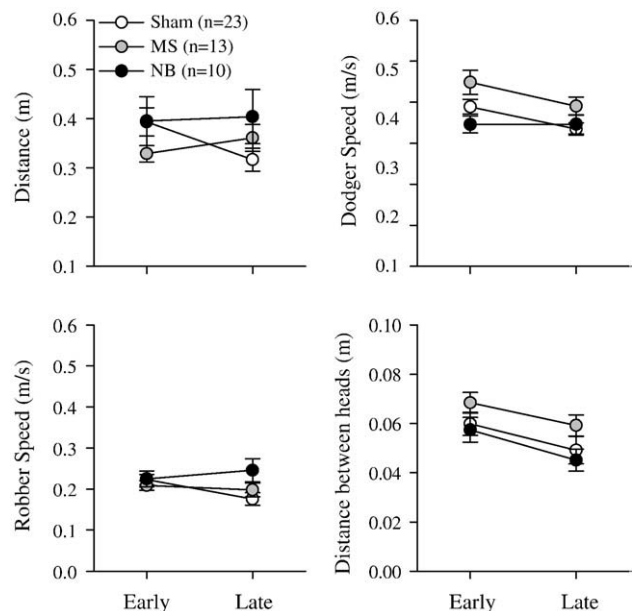 Sham (n=23)
MS (n=13)
NB (n=10)
Distance (m)
0.6
0.5
0.4
0.3
0.2
0.1
Dodger Speed (m/s)
0.6
0.5
0.4
0.3
0.2
0.1
Robber Speed (m/s)
0.6
0.5
0.4
0.3
0.2
0.1
0.0
Early
Late
Distance between heads (m)
0.10
0.08
0.06
0.04
0.02
0.00
Early
Late